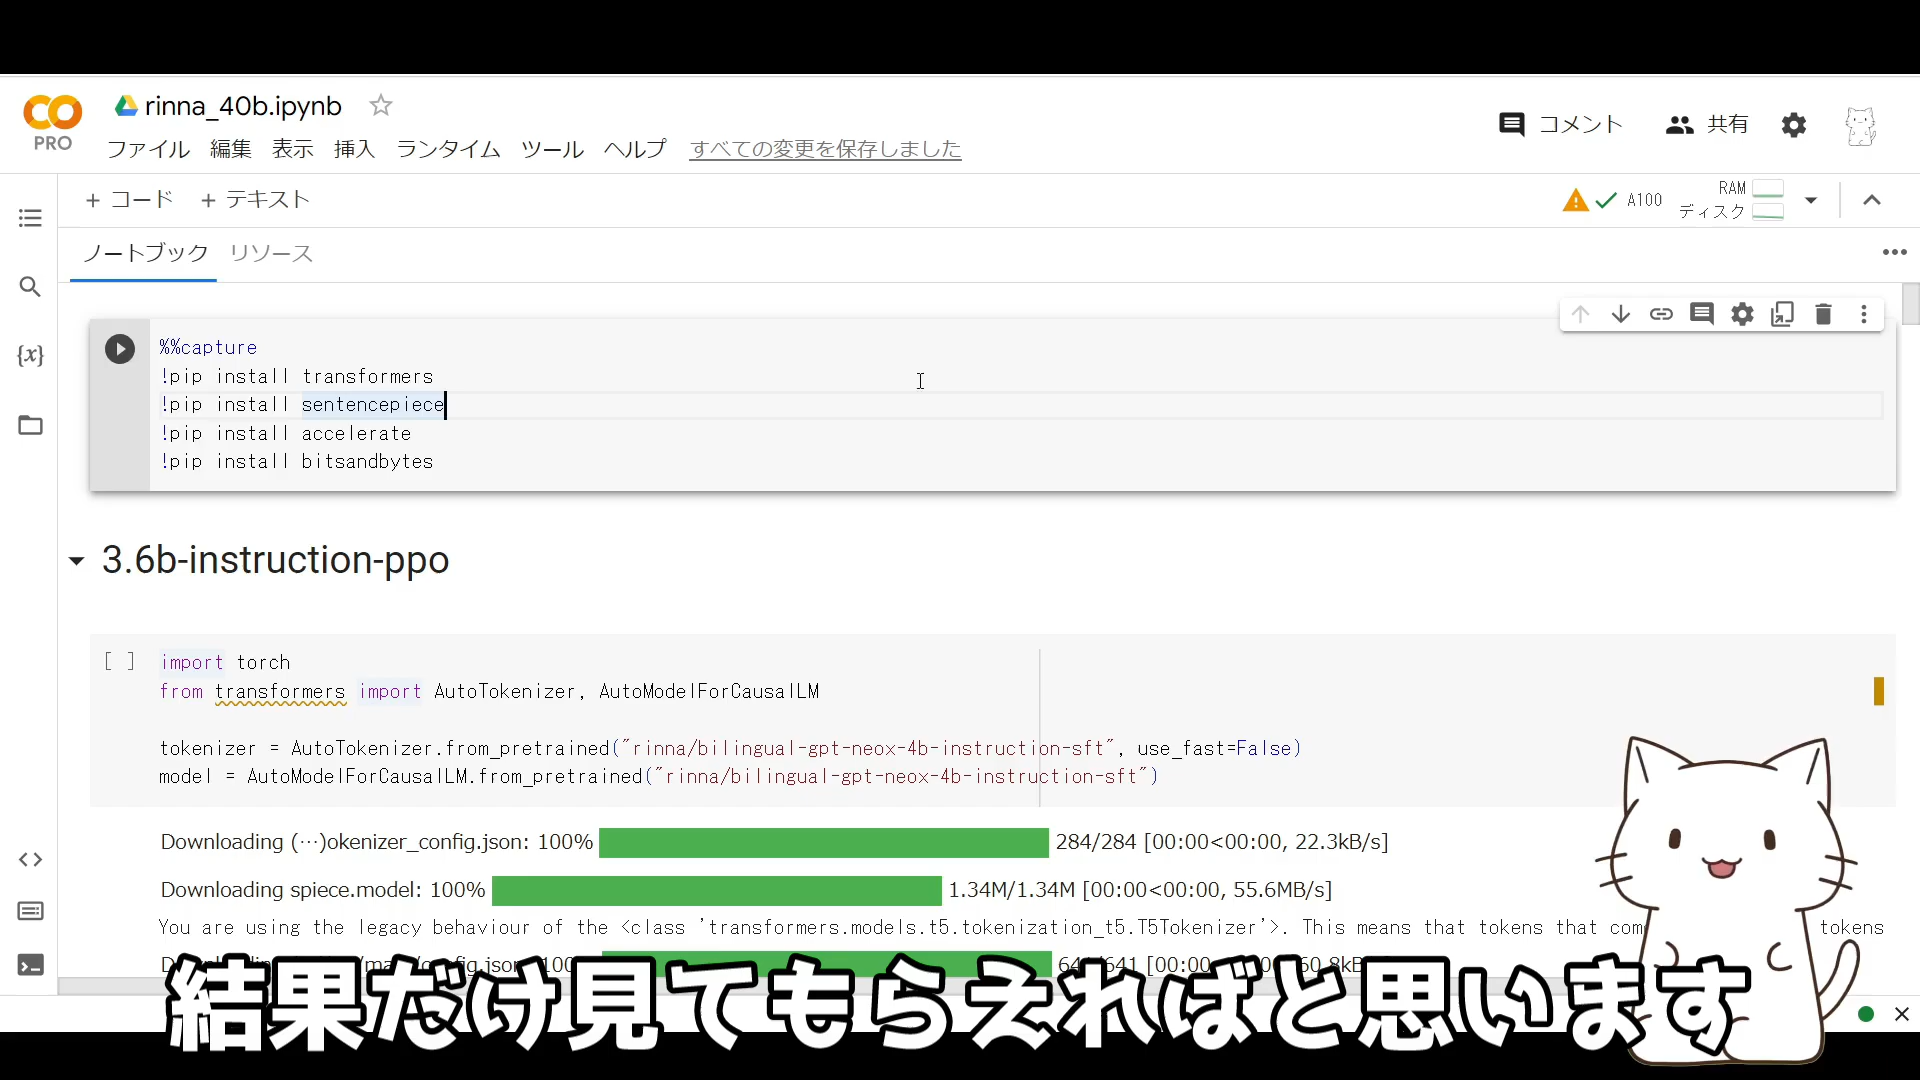 PRO
rinna_40b.ipynb
ファイル 編集 表示 挿入 ランタイム ツール ヘルプ すべての変更を保存しました
コメント 共有
+ コード + テキスト
A100
RAM
ディスク
ノートブック リソース
%%capture
!pip install transformers
!pip install sentencepiece
!pip install accelerate
!pip install bitsandbytes
3.6b-instruction-ppo
[ ]
import torch
from transformers import AutoTokenizer, AutoModelForCausalLM
tokenizer = AutoTokenizer.from_pretrained("rinna/bilingual-gpt-neox-4b-instruction-sft", use_fast=False)
model = AutoModelForCausalLM.from_pretrained("rinna/bilingual-gpt-neox-4b-instruction-sft")
Downloading (…)okenizer_config.json: 100% 284/284 [00:00<00:00, 22.3kB/s]
Downloading spiece.model: 100% 1.34M/1.34M [00:00<00:00, 55.6MB/s]
You are using the legacy behaviour of the <class 'transformers.models.t5.tokenization_t5.T5Tokenizer'>. This means that tokens that com tokens
結果だけ見てもらえればと思います